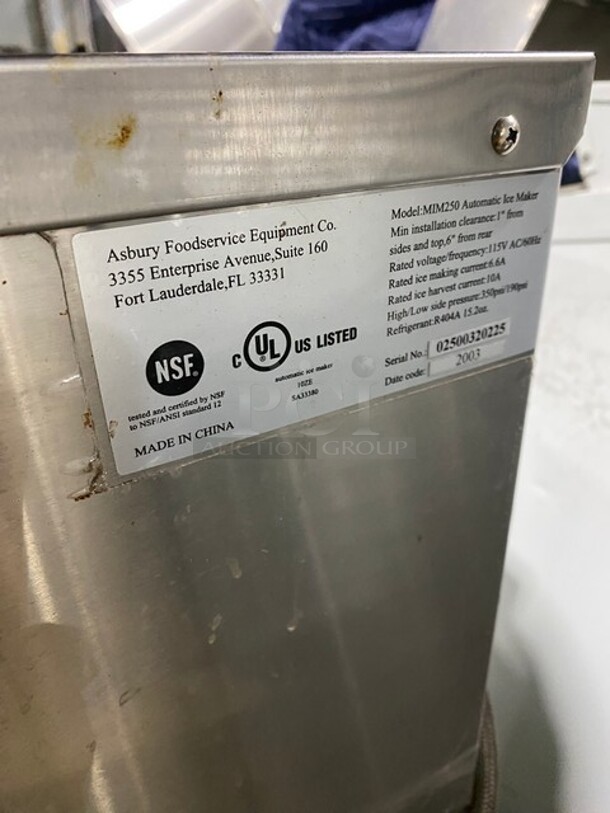 Asbury Foodservice Equipment Co.
3355 Enterprise Avenue,Suite 160
Fort Lauderdale,FL 33331
NSF.
tested and certified by NSF
to NSF/ANSI standard 12
MADE IN CHINA
C UL US LISTED
automatic ice maker
10ZE
SA33380
Model:MIM250 Automatic Ice Maker
Min installation clearance:1" from
sides and top,6" from rear
Rated voltage/frequency:115V AC/60Hz
Rated ice making current:6.6A
Rated ice harvest current:10A
High/Low side pressure:350psi/190psi
Refrigerant:R404A 15.2oz.
Serial No.: 02500320225
Date code: 2003
AUCTION GROUP